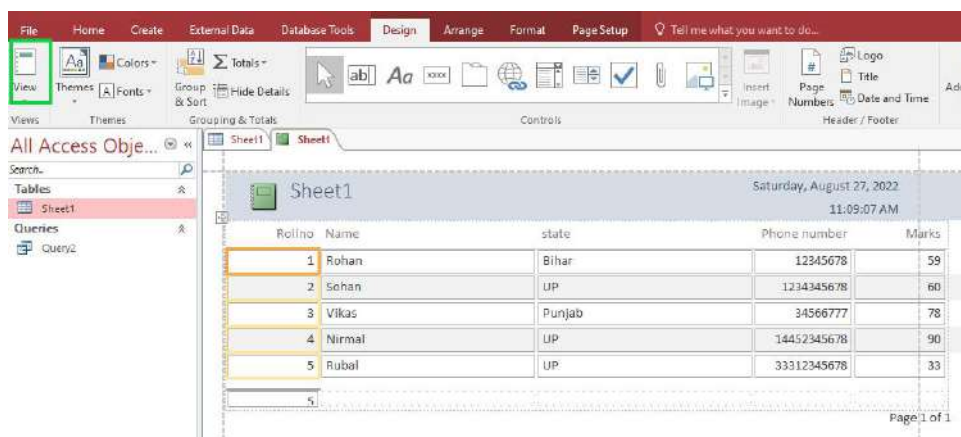 File Home Create External Data Database Tools Design Arrange Format Page Setup Tell me what you want to do...
View
Themes
Aa
Colors
A Fonts
Group & Sort
Σ Totals
Hide Details
ab| Aa xxxx
Insert Image
Page Numbers
Logo
Title
Date and Time
Views Themes Grouping & Totals Controls Header / Footer
All Access Obje...
Search..
Tables
Sheet1
Queries
Query2
Sheet1 Sheet1
Sheet1
Saturday, August 27, 2022
11:09:07 AM
Rollno Name state Phone number Marks
1 Rohan Bihar 12345678 59
2 Sohan UP 1234345678 60
3 Vikas Punjab 34566777 78
4 Nirmal UP 14452345678 90
5 Rubal UP 33312345678 33
5
Page 1 of 1